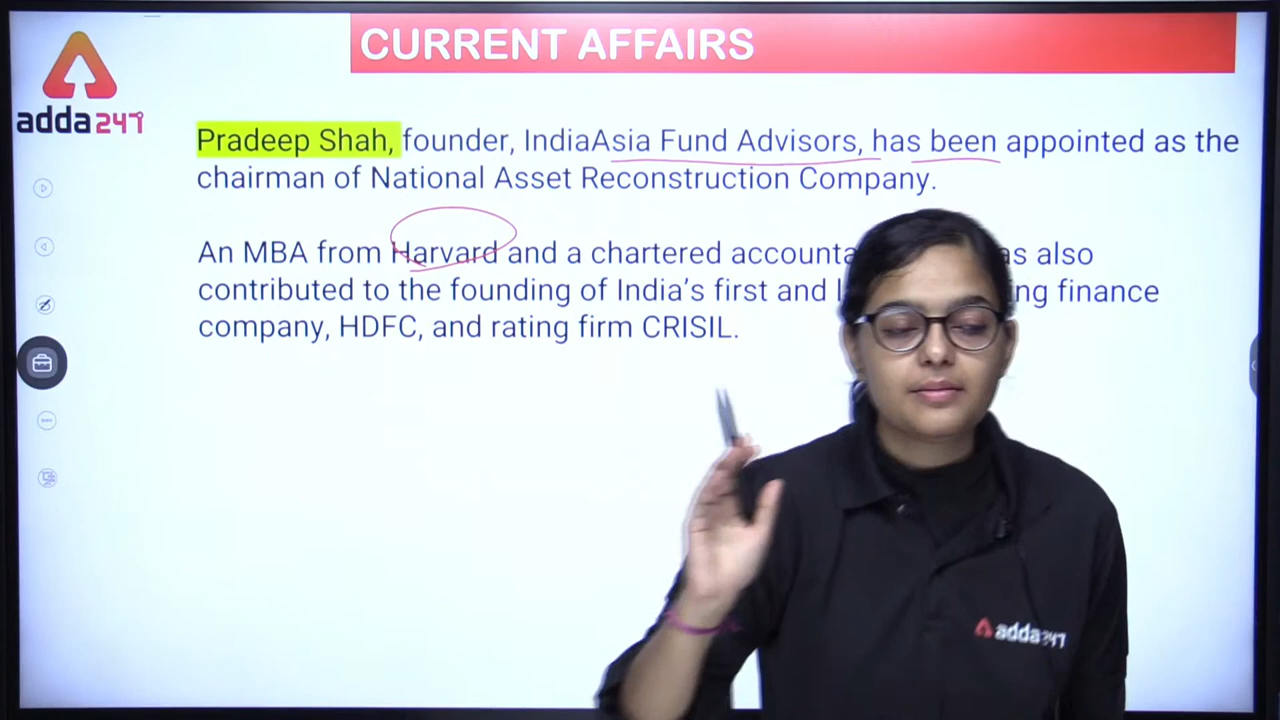 CURRENT AFFAIRS
adda247
Pradeep Shah, founder, IndiaAsia Fund Advisors, has been appointed as the
chairman of National Asset Reconstruction Company.
An MBA from Harvard and a chartered also
contributed to the founding of India's first and finance
company, HDFC, and rating firm CRISIL.
adda247